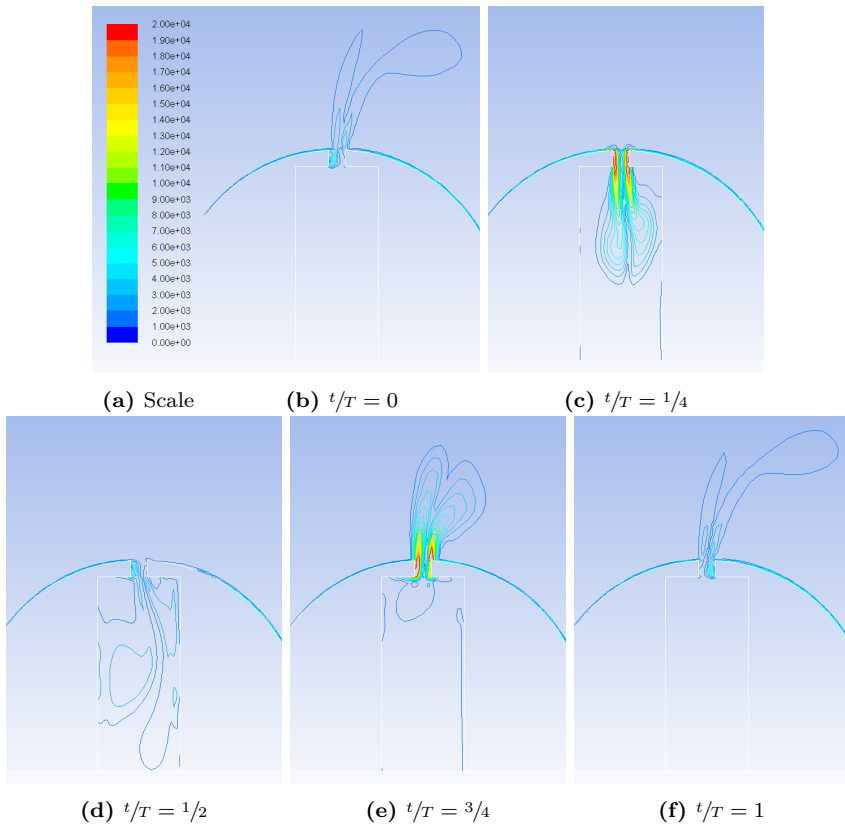 2.00e+04
1.90e+04
1.80e+04
1.70e+04
1.60e+04
1.50e+04
1.40e+04
1.30e+04
1.20e+04
1.10e+04
1.00e+04
9.00e+03
8.00e+03
7.00e+03
6.00e+03
5.00e+03
4.00e+03
3.00e+03
2.00e+03
1.00e+03
0.00e+00
(a) Scale
(b) t/T = 0
(c) t/T = 1/4
(d) t/T = 1/2
(e) t/T = 3/4
(f) t/T = 1